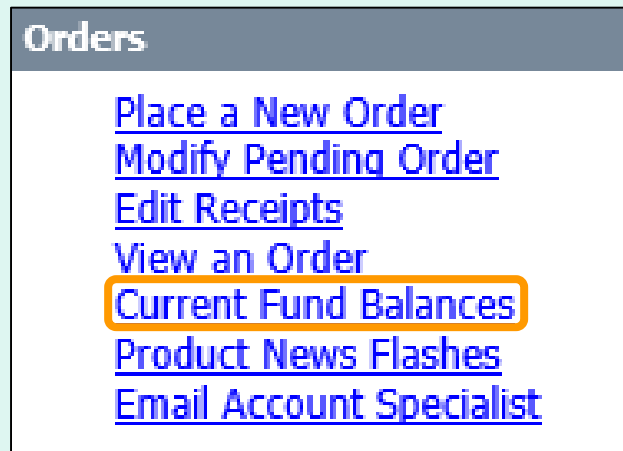 Orders
Place a New Order
Modify Pending Order
Edit Receipts
View an Order
Current Fund Balances
Product News Flashes
Email Account Specialist